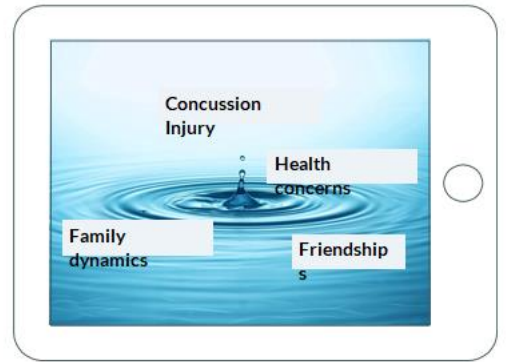 Concussion
Injury
Health
concerns
Family
dynamics
Friendship
s